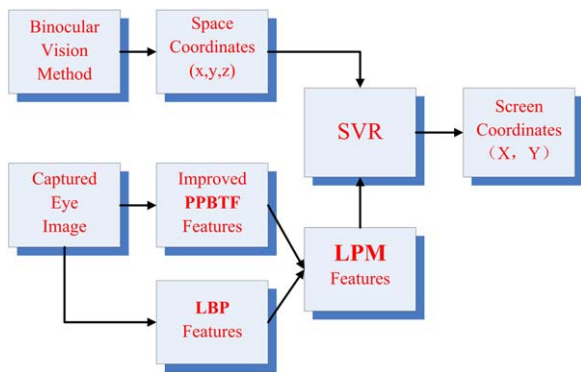 Binocular
Vision
Method
Space
Coordinates
(x,y,z)
SVR
Screen
Coordinates
（X， Y）
Captured
Eye
Image
Improved
PPBTF
Features
LPM
Features
LBP
Features